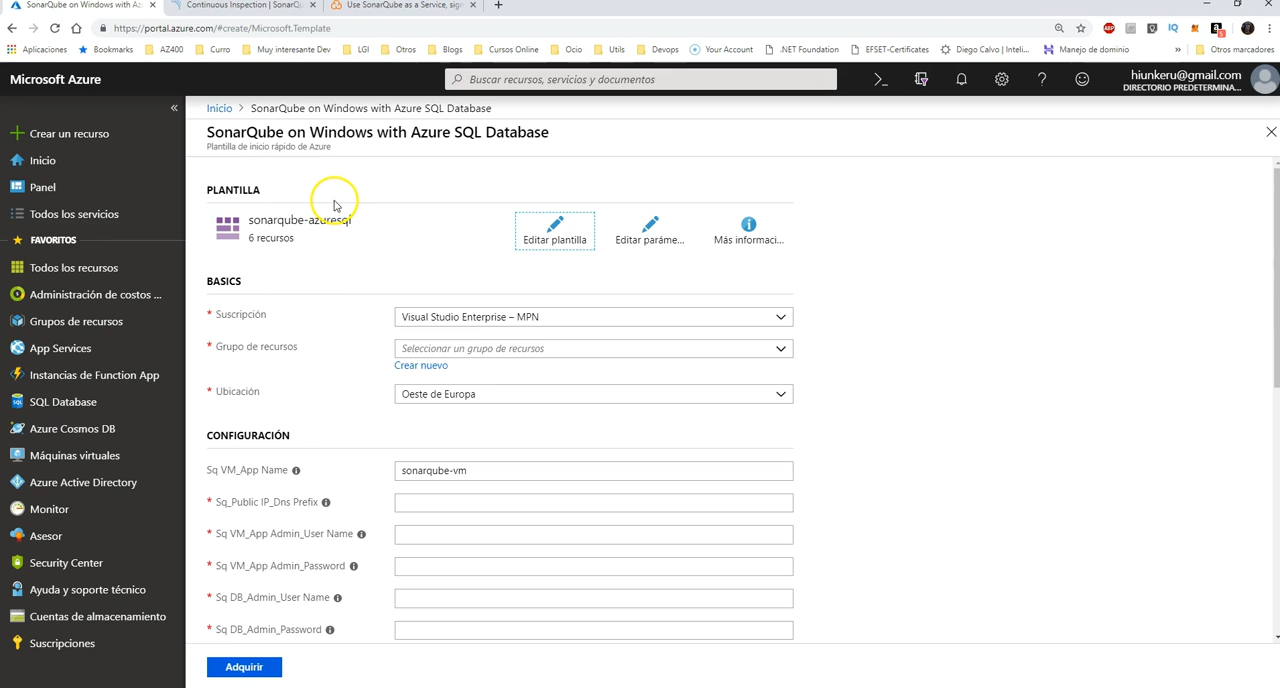 SonarQube on Windows with Az
Continuous Inspection | SonarQu
Use SonarQube as a Service, sign
https://portal.azure.com/#create/Microsoft.Template
Aplicaciones
Bookmarks
AZ400
Curro
Muy interesante Dev
LGI
Otros
Blogs
Cursos Online
Ocio
Utils
Devops
Your Account
.NET Foundation
EFSET-Certificates
Diego Calvo | Inteli...
Manejo de dominio
»
Otros marcadores
Microsoft Azure
Buscar recursos, servicios y documentos
hiunkeru@gmail.com
DIRECTORIO PREDETERMINA...
Crear un recurso
Inicio
Panel
Todos los servicios
FAVORITOS
Todos los recursos
Administración de costos ...
Grupos de recursos
App Services
Instancias de Function App
SQL Database
Azure Cosmos DB
Máquinas virtuales
Azure Active Directory
Monitor
Asesor
Security Center
Ayuda y soporte técnico
Cuentas de almacenamiento
Suscripciones
Inicio > SonarQube on Windows with Azure SQL Database
SonarQube on Windows with Azure SQL Database
Plantilla de inicio rápido de Azure
PLANTILLA
sonarqube-azuresql
6 recursos
Editar plantilla
Editar paráme...
Más informaci...
BASICS
* Suscripción
Visual Studio Enterprise – MPN
* Grupo de recursos
Seleccionar un grupo de recursos
Crear nuevo
* Ubicación
Oeste de Europa
CONFIGURACIÓN
Sq VM_App Name
sonarqube-vm
* Sq_Public IP_Dns Prefix
* Sq VM_App Admin_User Name
* Sq VM_App Admin_Password
* Sq DB_Admin_User Name
* Sq DB_Admin_Password
Adquirir